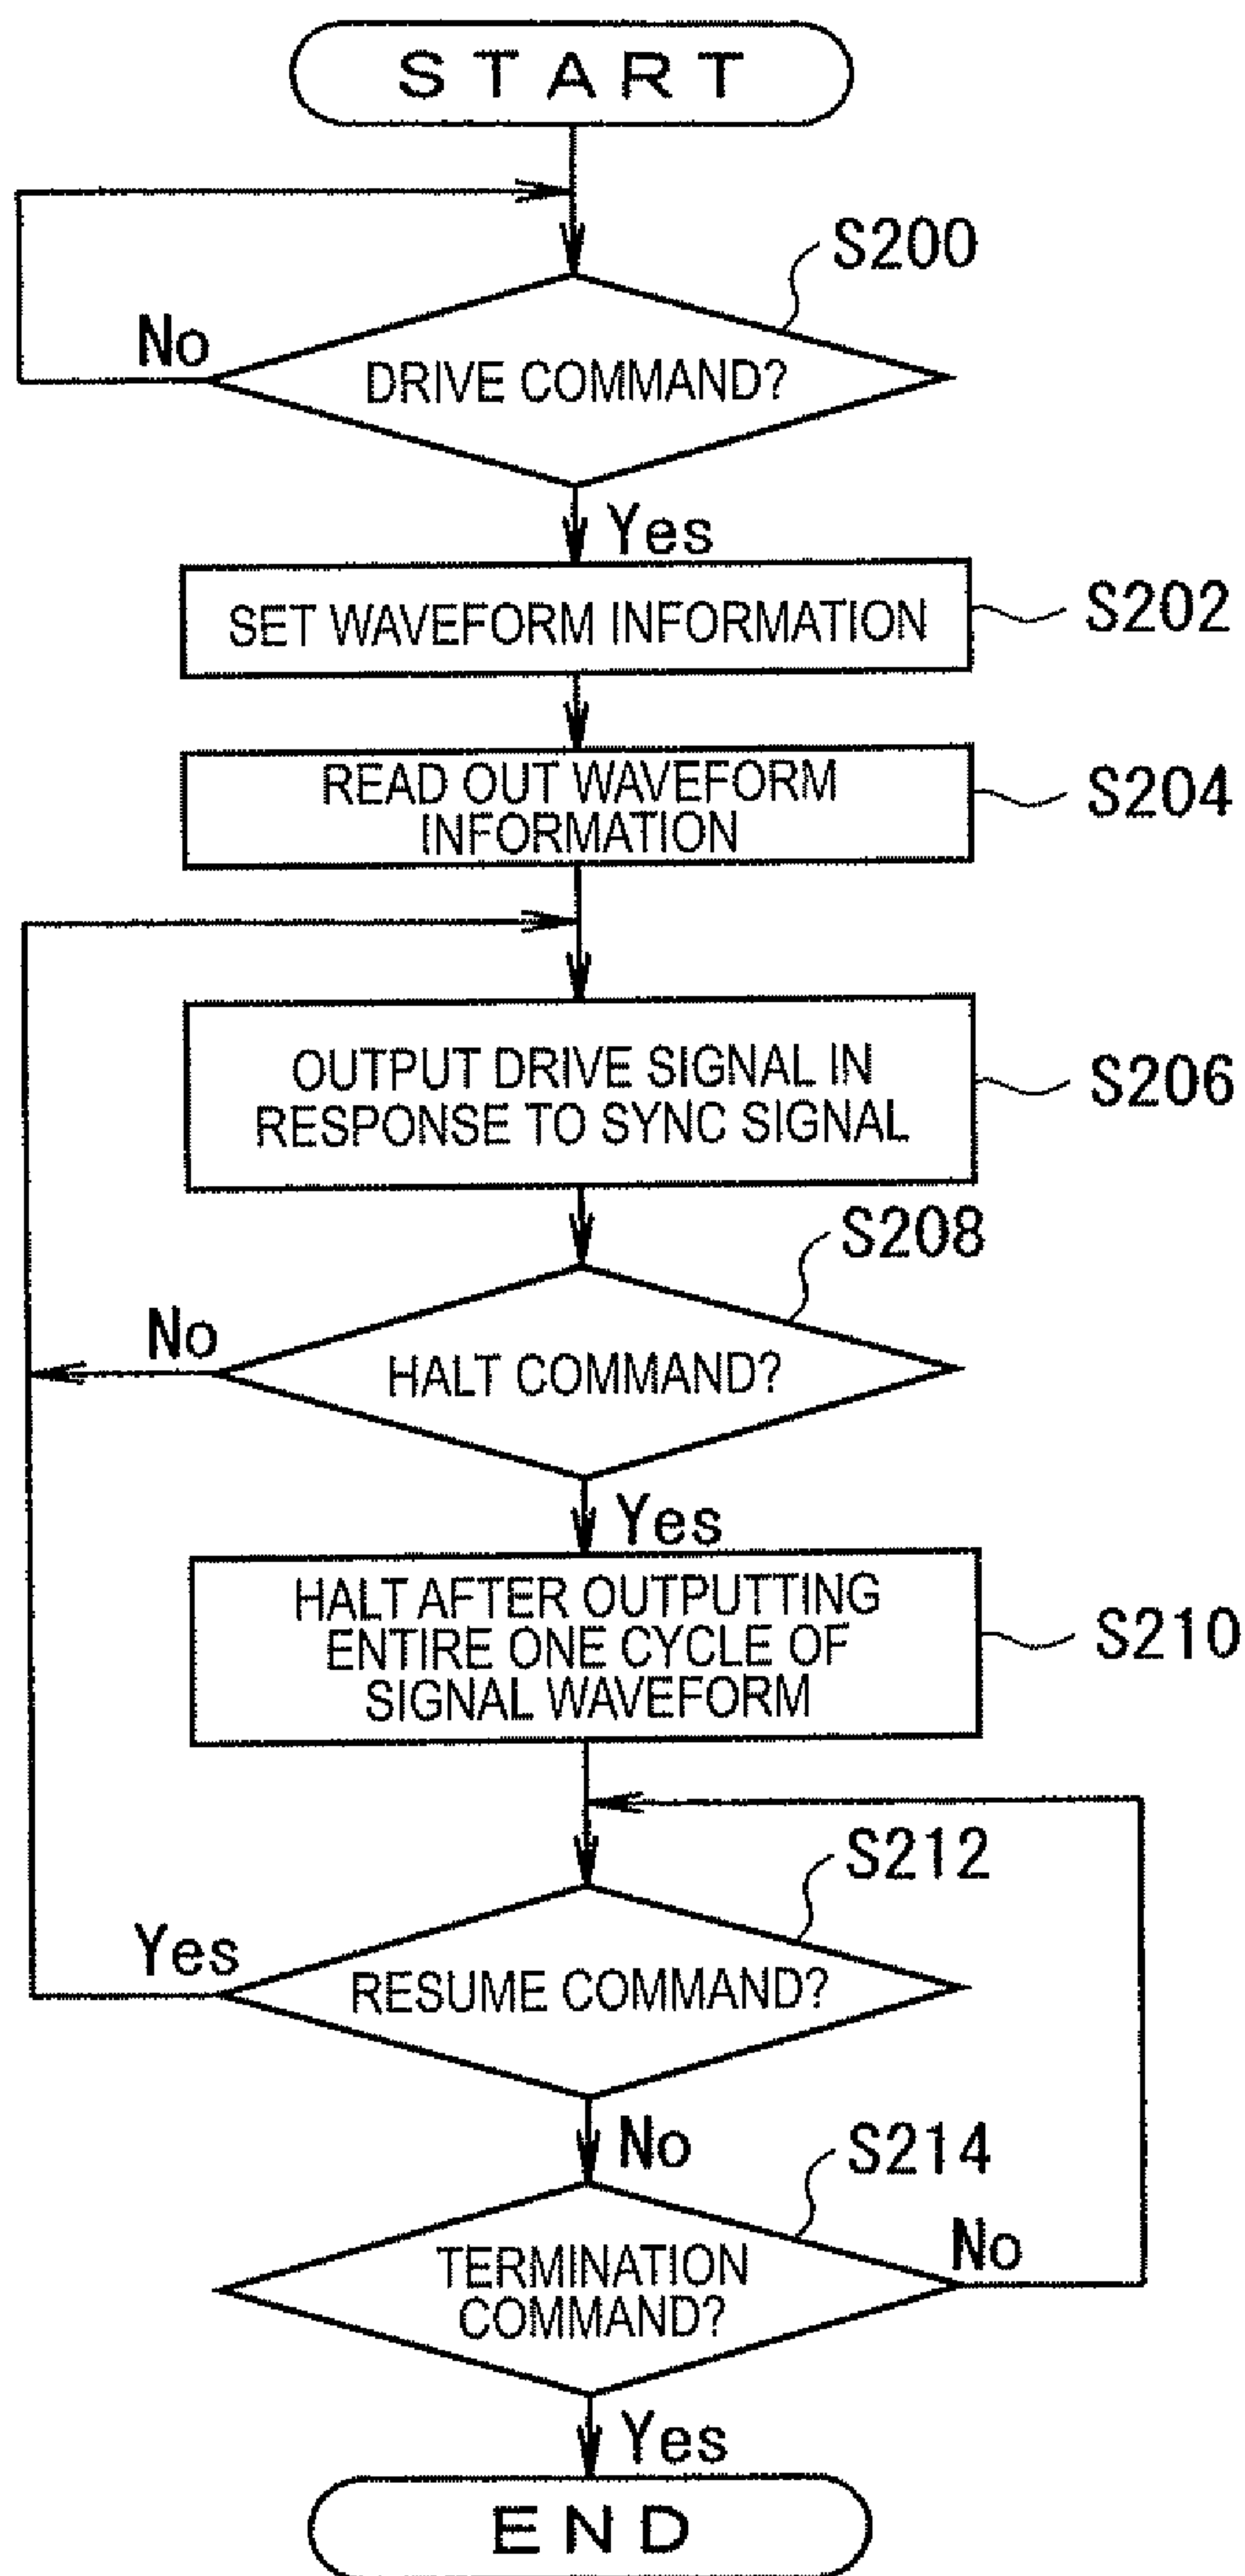 START
S200
No
DRIVE COMMAND?
Yes
SET WAVEFORM INFORMATION
S202
READ OUT WAVEFORM
INFORMATION
S204
OUTPUT DRIVE SIGNAL IN
RESPONSE TO SYNC SIGNAL
S206
S208
No
HALT COMMAND?
Yes
HALT AFTER OUTPUTTING
ENTIRE ONE CYCLE OF
SIGNAL WAVEFORM
S210
S212
Yes
RESUME COMMAND?
No
S214
TERMINATION
COMMAND?
No
Yes
END